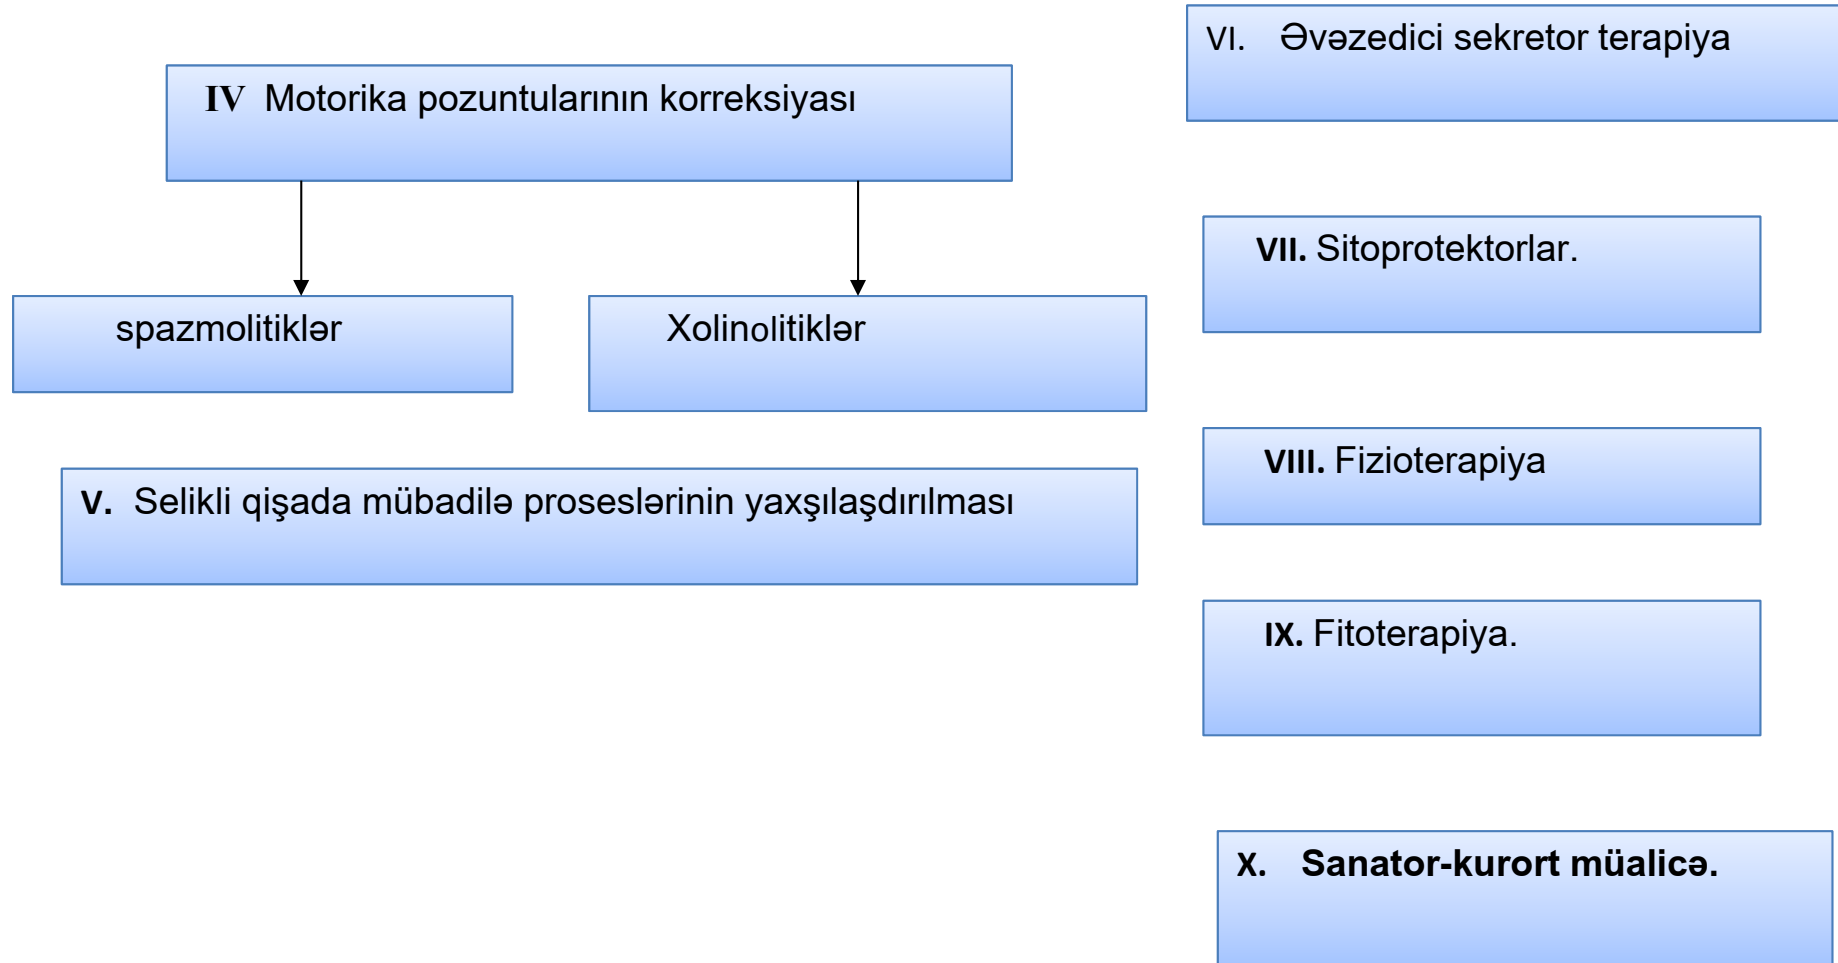 IV Motorika pozuntularının korreksiyası
spazmolitiklər
Xolinolitiklər
V. Selikli qişada mübadilə proseslərinin yaxşılaşdırılması
VI. Əvəzedici sekretor terapiya
VII. Sitoprotektorlar.
VIII. Fizioterapiya
IX. Fitoterapiya.
X. Sanator-kurort müalicə.